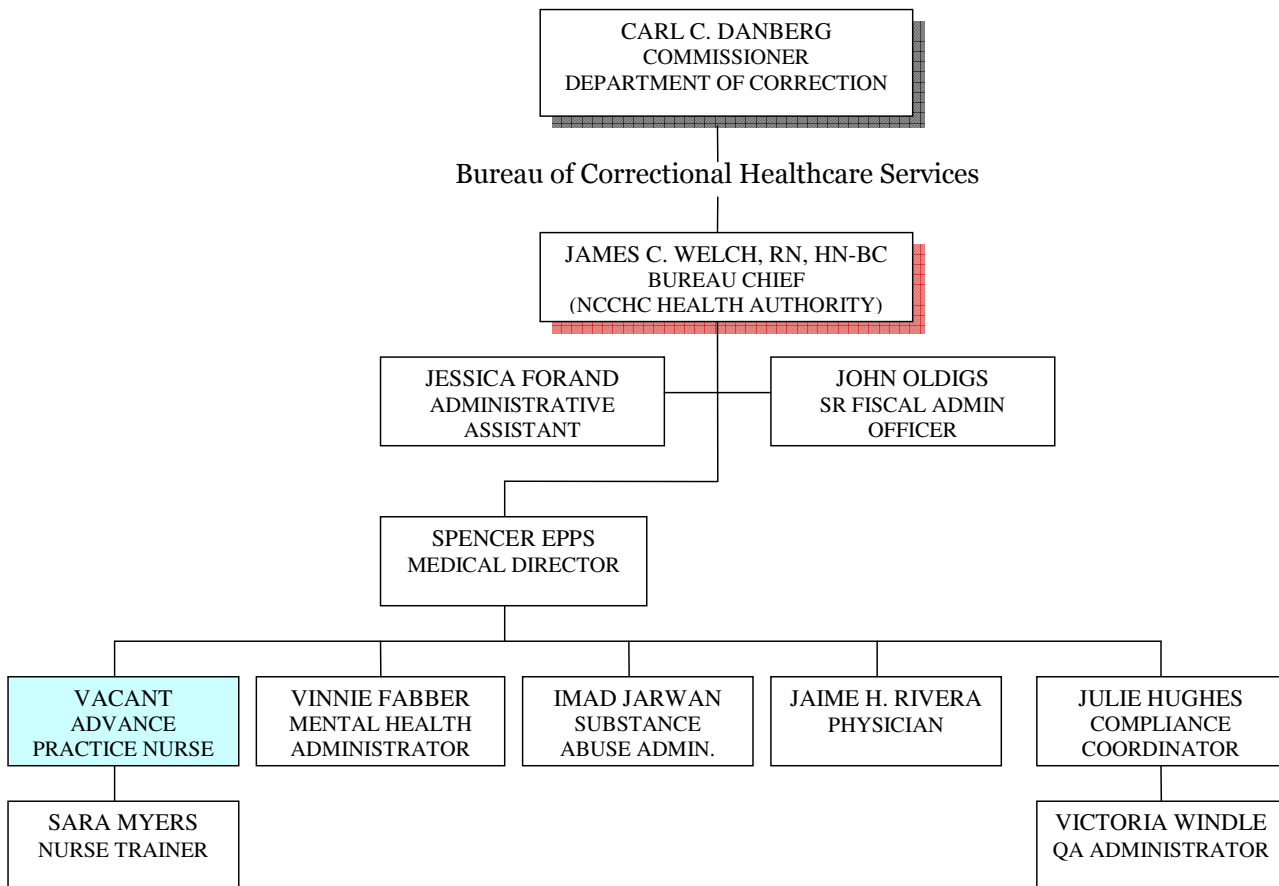 CARL C. DANBERG
COMMISSIONER
DEPARTMENT OF CORRECTION
Bureau of Correctional Healthcare Services
JAMES C. WELCH, RN, HN-BC
BUREAU CHIEF
(NCCHC HEALTH AUTHORITY)
JESSICA FORAND
ADMINISTRATIVE
ASSISTANT
JOHN OLDIGS
SR FISCAL ADMIN
OFFICER
SPENCER EPPS
MEDICAL DIRECTOR
VACANT
ADVANCE
PRACTICE NURSE
VINNIE FABBER
MENTAL HEALTH
ADMINISTRATOR
IMAD JARWAN
SUBSTANCE
ABUSE ADMIN.
JAIME H. RIVERA
PHYSICIAN
JULIE HUGHES
COMPLIANCE
COORDINATOR
SARA MYERS
NURSE TRAINER
VICTORIA WINDLE
QA ADMINISTRATOR